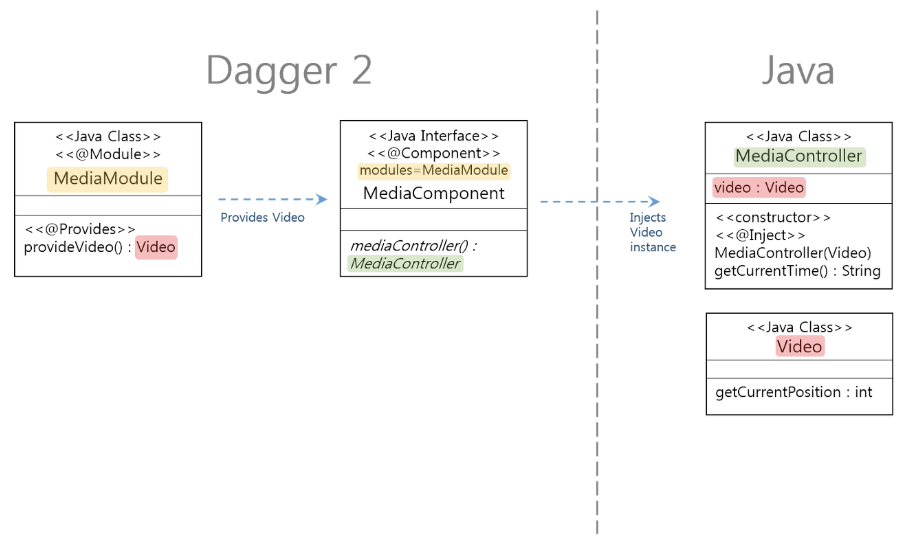 Dagger 2
Java
<<Java Class>>
<<@Module>>
MediaModule
<<@Provides>>
provideVideo() : Video
Provides Video
<<Java Interface>>
<<@Component>>
modules=MediaModule
MediaComponent
mediaController() :
MediaController
Injects
Video
instance
<<Java Class>>
MediaController
video : Video
<<constructor>>
<<@Inject>>
MediaController(Video)
getCurrentTime() : String
<<Java Class>>
Video
getCurrentPosition : int